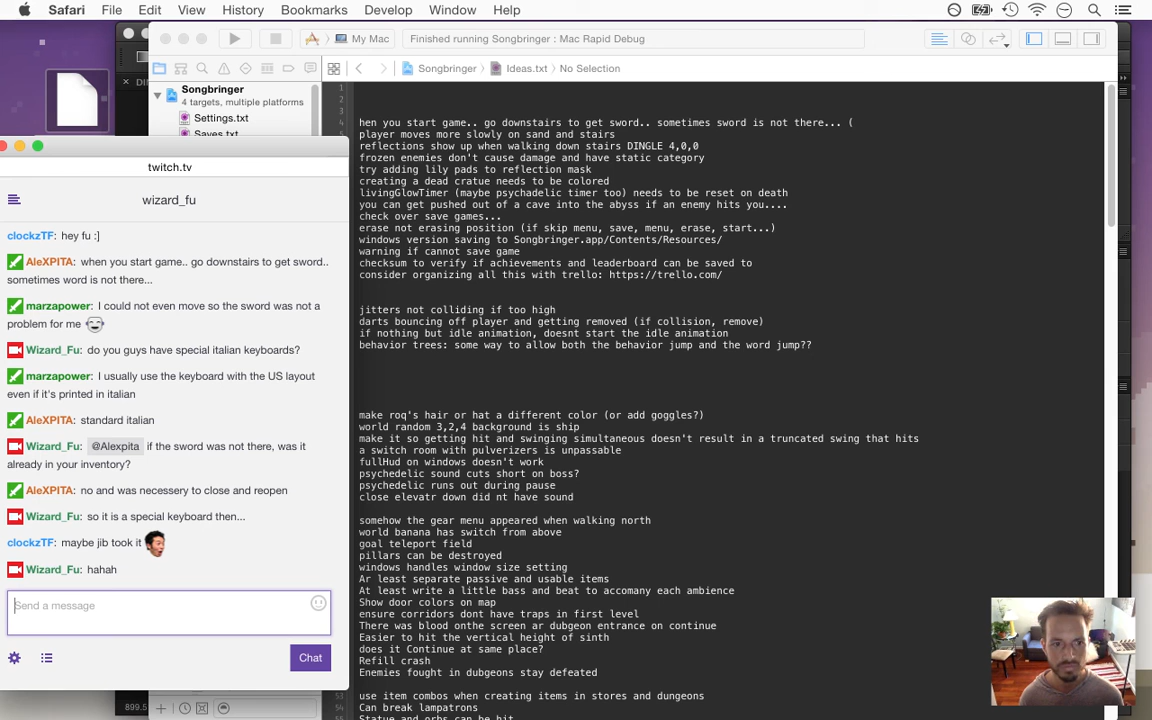 Safari File Edit View History Bookmarks Develop Window Help
My Mac
Finished running Songbringer : Mac Rapid Debug
Songbringer
Ideas.txt
No Selection
Songbringer
4 targets, multiple platforms
Settings.txt
Saves.txt
1
2
3
4
hen you start game.. go downstairs to get sword.. sometimes sword is not there... (
player moves more slowly on sand and stairs
reflections show up when walking down stairs DINGLE 4,0,0
frozen enemies don't cause damage and have static category
try adding lily pads to reflection mask
creating a dead cratue needs to be colored
livingGlowTimer (maybe psychadelic timer too) needs to be reset on death
you can get pushed out of a cave into the abyss if an enemy hits you....
check over save games...
erase not erasing position (if skip menu, save, menu, erase, start...)
windows version saving to Songbringer.app/Contents/Resources/
warning if cannot save game
checksum to verify if achievements and leaderboard can be saved to
consider organizing all this with trello: https://trello.com/
jitters not colliding if too high
darts bouncing off player and getting removed (if collision, remove)
if nothing but idle animation, doesnt start the idle animation
behavior trees: some way to allow both the behavior jump and the word jump??
make roq's hair or hat a different color (or add goggles?)
world random 3,2,4 background is ship
make it so getting hit and swinging simultaneous doesn't result in a truncated swing that hits
a switch room with pulverizers is unpassable
fullHud on windows doesn't work
psychedelic sound cuts short on boss?
psychedelic runs out during pause
close elevatr down did nt have sound
somehow the gear menu appeared when walking north
world banana has switch from above
goal teleport field
pillars can be destroyed
windows handles window size setting
Ar least separate passive and usable items
At least write a little bass and beat to accomany each ambience
Show door colors on map
ensure corridors dont have traps in first level
There was blood onthe screen ar dubgeon entrance on continue
Easier to hit the vertical height of sinth
does it Continue at same place?
Refill crash
Enemies fought in dubgeons stay defeated
use item combos when creating items in stores and dungeons
Can break lampatrons
Statue and orbs can be hit
twitch.tv
wizard_fu
clockzTF: hey fu :]
AleXPITA: when you start game.. go downstairs to get sword..
sometimes word is not there...
marzapower: I could not even move so the sword was not a
problem for me
Wizard_Fu: do you guys have special italian keyboards?
marzapower: I usually use the keyboard with the US layout
even if it's printed in italian
AleXPITA: standard italian
Wizard_Fu: @Alexpita if the sword was not there, was it
already in your inventory?
AleXPITA: no and was necessery to close and reopen
Wizard_Fu: so it is a special keyboard then...
clockzTF: maybe jib took it
Wizard_Fu: hahah
Send a message
Chat
899.5